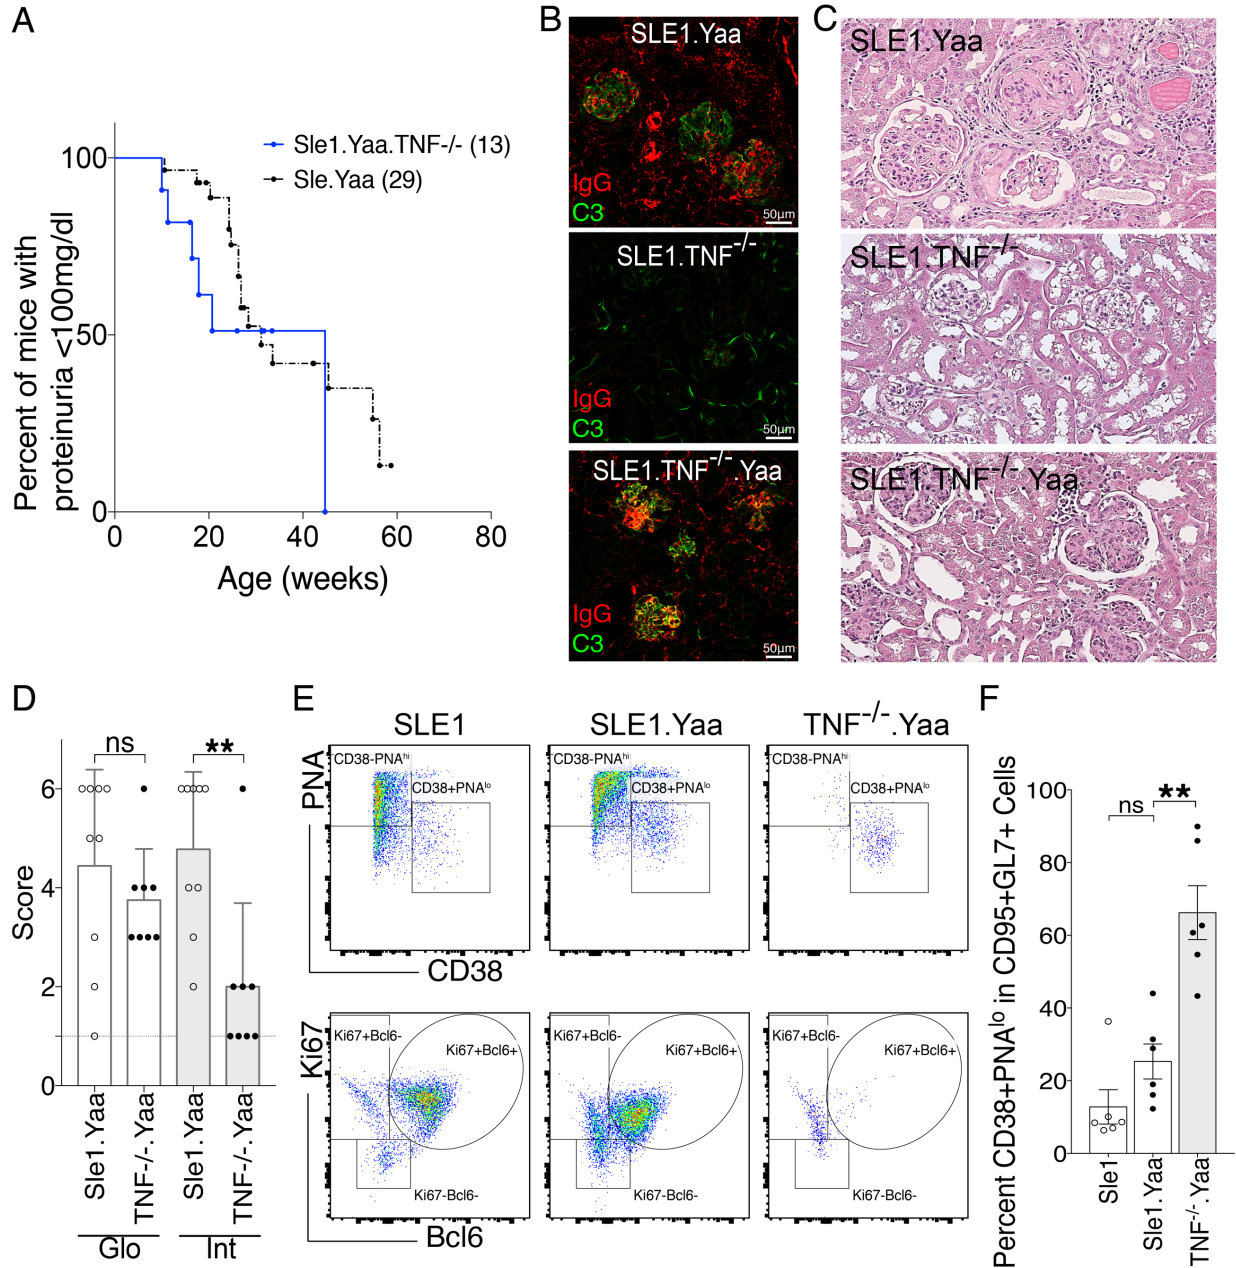 A
Percent of mice with
proteinuria <100mg/dl
100
50
0
0 20 40 60 80
Age (weeks)
Sle1.Yaa.TNF-/- (13)
Sle.Yaa (29)
B
SLE1.Yaa
IgG
C3
50µm
SLE1.TNF-/-
IgG
C3
50µm
SLE1.TNF-/-.Yaa
IgG
C3
50µm
C
SLE1.Yaa
SLE1.TNF-/-
SLE1.TNF-/- Yaa
D
Score
6
4
2
0
ns
**
Sle1.Yaa
TNF-/-.Yaa
Sle1.Yaa
TNF-/-.Yaa
Glo
Int
E
SLE1
SLE1.Yaa
TNF-/-.Yaa
PNA
CD38-PNAhi
CD38+PNAlo
CD38-PNAhi
CD38+PNAlo
CD38-PNAhi
CD38+PNAlo
CD38
Ki67
Ki67+Bcl6-
Ki67+Bcl6+
Ki67-Bcl6-
Ki67+Bcl6-
Ki67+Bcl6+
Ki67-Bcl6-
Ki67+Bcl6-
Ki67+Bcl6+
Ki67-Bcl6-
Bcl6
F
Percent CD38+PNAlo in CD95+GL7+ Cells
100
80
60
40
20
0
ns
**
Sle1
Sle1.Yaa
TNF-/-.Yaa